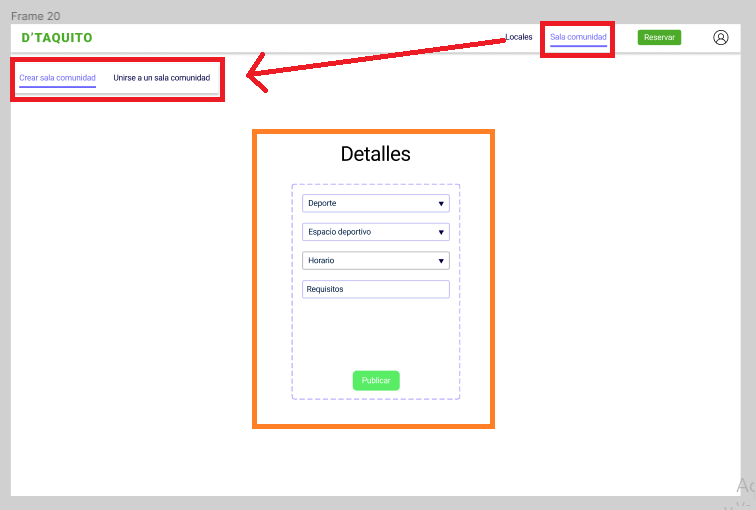 Frame 20
D'TAQUITO
Locales
Sala comunidad
Reservar
Crear sala comunidad
Unirse a un sala comunidad
Detalles
Deporte
Espacio deportivo
Horario
Requisitos
Publicar